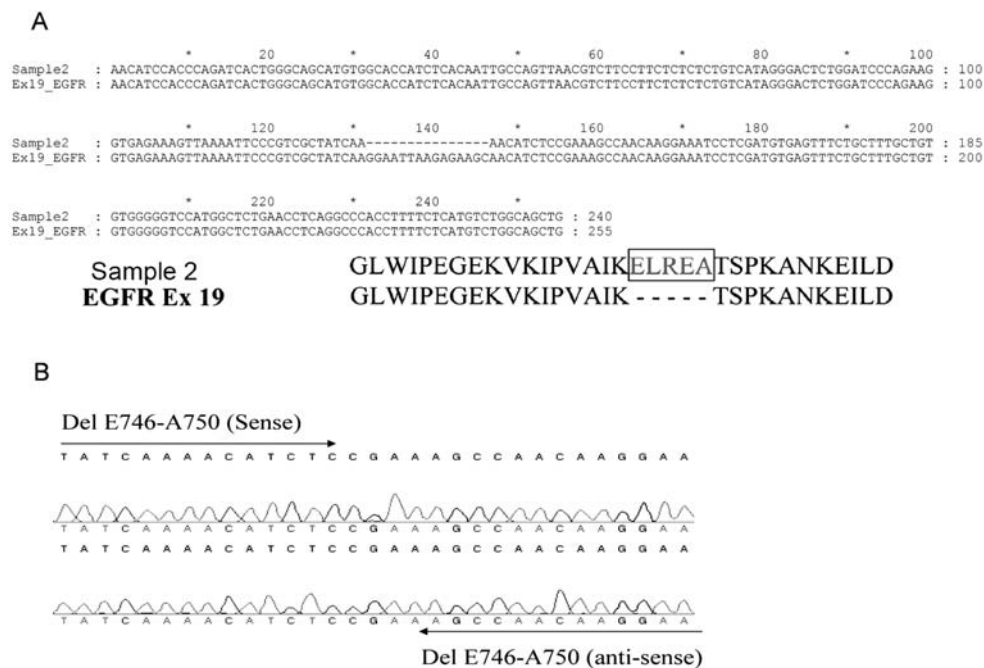 A
* 20 * 40 * 60 * 80 * 100
Sample2 : AACATCCACCCAGATCACTGGGCAGCATGTGGCACCATCTCACAATTGCCAGTTAACGTCTTCCTTCTCTCTCTGTCATAGGGACTCTGGATCCCAGAAG : 100
Ex19_EGFR : AACATCCACCCAGATCACTGGGCAGCATGTGGCACCATCTCACAATTGCCAGTTAACGTCTTCCTTCTCTCTCTGTCATAGGGACTCTGGATCCCAGAAG : 100
* 120 * 140 * 160 * 180 * 200
Sample2 : GTGAGAAAGTTAAAATTCCCGTCGCTATCAA---------------AACATCTCCGAAAGCCAACAAGGAAATCCTCGATGTGAGTTTCTGCTTTGCTGT : 185
Ex19_EGFR : GTGAGAAAGTTAAAATTCCCGTCGCTATCAAGGAATTAAGAGAAGCAACATCTCCGAAAGCCAACAAGGAAATCCTCGATGTGAGTTTCTGCTTTGCTGT : 200
* 220 * 240 *
Sample2 : GTGGGGGTCCATGGCTCTGAACCTCAGGCCCACCTTTTCTCATGTCTGGCAGCTG : 240
Ex19_EGFR : GTGGGGGTCCATGGCTCTGAACCTCAGGCCCACCTTTTCTCATGTCTGGCAGCTG : 255
Sample 2 GLWIPEGEKVKIPVAIKELREATSPKANKEILD
EGFR Ex 19 GLWIPEGEKVKIPVAIK - - - - - TSPKANKEILD
B
Del E746-A750 (Sense)
T A T C A A A A C A T C T C C G A A A G C C A A C A A G G A A
T A T C A A A A C A T C T C C G A A A G C C A A C A A G G A A
T A T C A A A A C A T C T C C G A A A G C C A A C A A G G A A
T A T C A A A A C A T C T C C G A A A G C C A A C A A G G A A
Del E746-A750 (anti-sense)